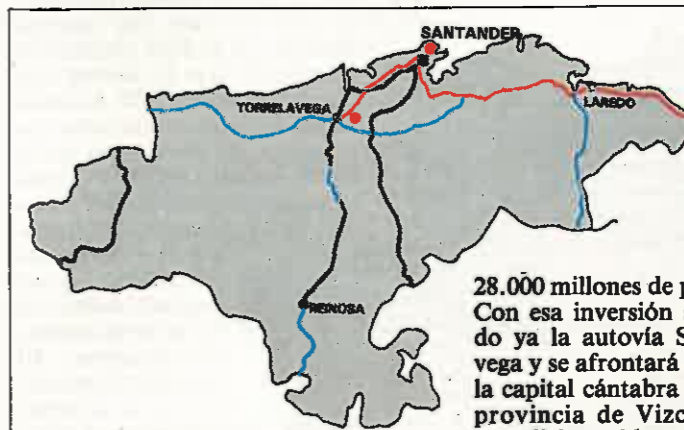 SANTANDER
TORRELAVEGA
LAREDO
REINOSA
28.000 millones de p
Con esa inversión
do ya la autovía S
vega y se afrontará
la capital cántabra
provincia de Vizc